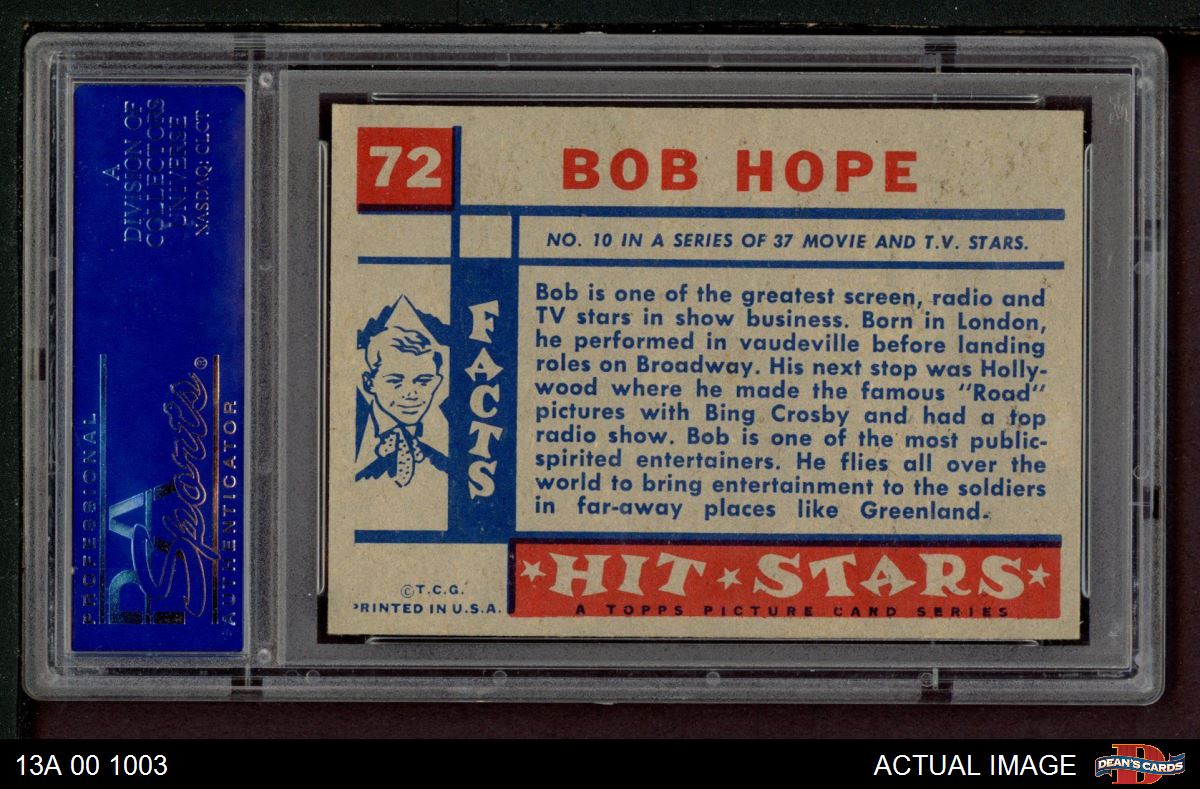 A
DIVISION OF
COLLECTORS
UNIVERSE
NASDAQ: CLCT
PROFESSIONAL
PSA
Sports®
AUTHENTICATOR
72
BOB HOPE
NO. 10 IN A SERIES OF 37 MOVIE AND T.V. STARS.
FACTS
Bob is one of the greatest screen, radio and
TV stars in show business. Born in London,
he performed in vaudeville before landing
roles on Broadway. His next stop was Holly-
wood where he made the famous "Road"
pictures with Bing Crosby and had a top
radio show. Bob is one of the most public-
spirited entertainers. He flies all over the
world to bring entertainment to the soldiers
in far-away places like Greenland.
©T.C.G.
PRINTED IN U.S.A.
HIT STARS
A TOPPS PICTURE CARD SERIES
13A 00 1003
ACTUAL IMAGE
D
DEAN'S CARDS